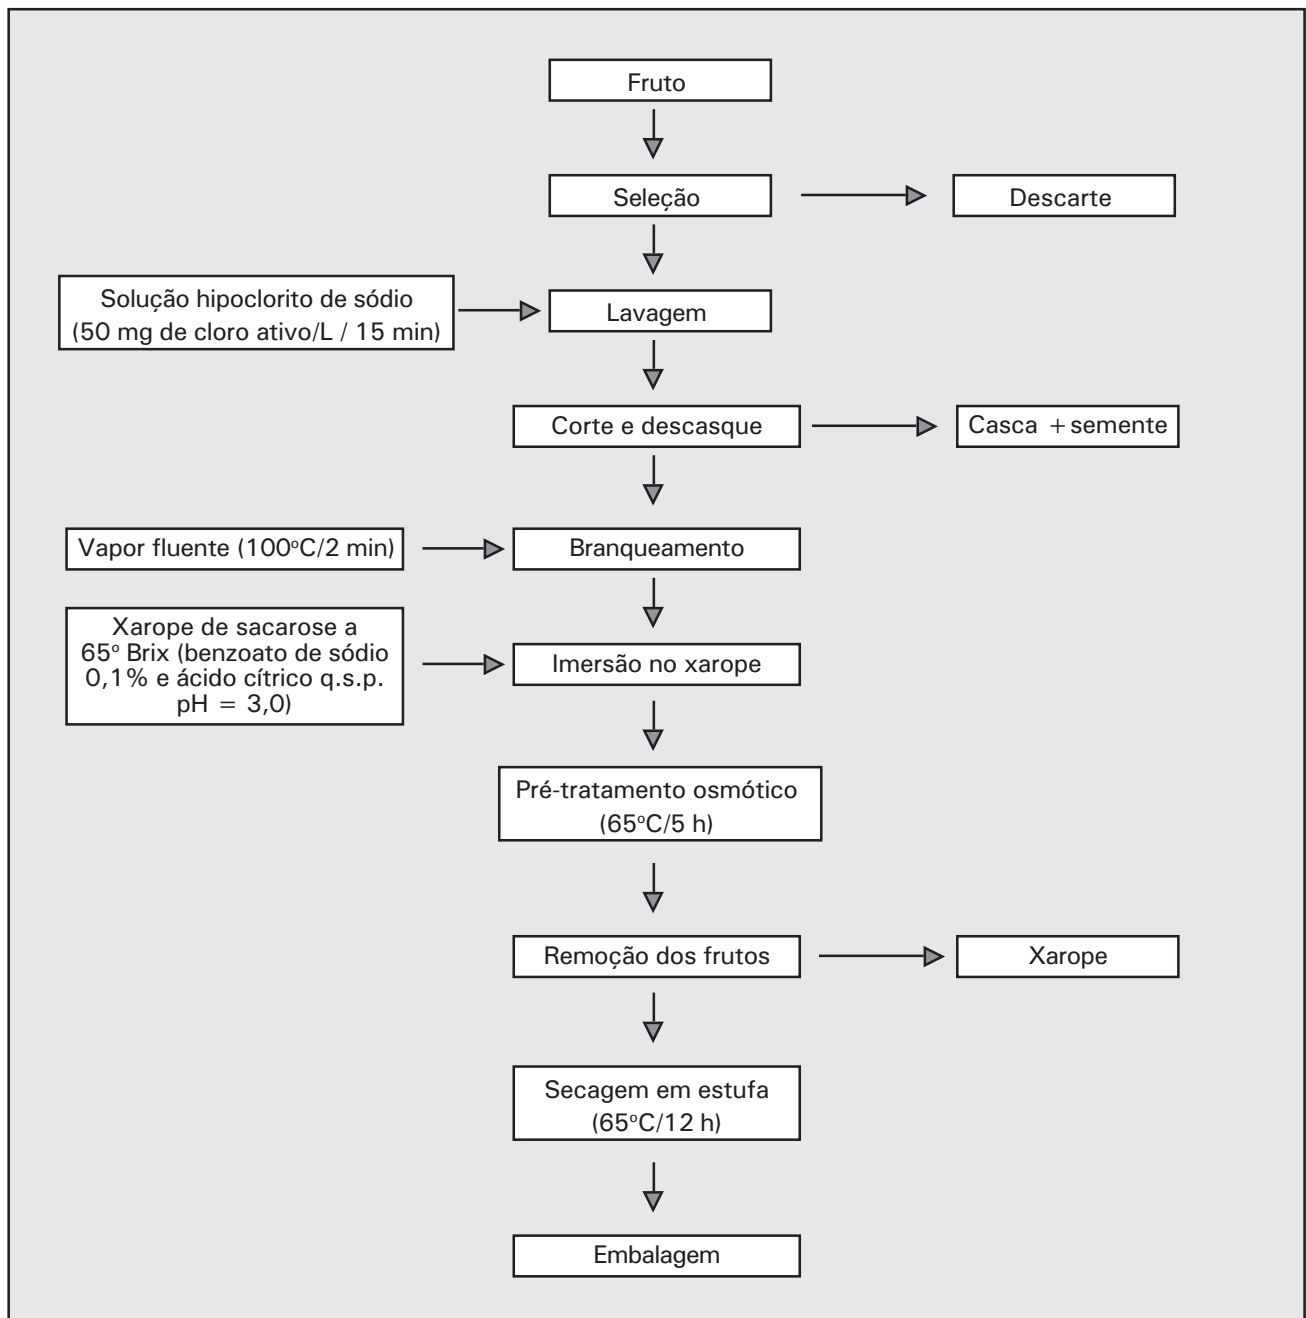 Fruto
Seleção
Descarte
Solução hipoclorito de sódio
(50 mg de cloro ativo/L / 15 min)
Lavagem
Corte e descasque
Casca + semente
Vapor fluente (100ºC/2 min)
Branqueamento
Xarope de sacarose a
65º Brix (benzoato de sódio
0,1% e ácido cítrico q.s.p.
pH = 3,0)
Imersão no xarope
Pré-tratamento osmótico
(65ºC/5 h)
Remoção dos frutos
Xarope
Secagem em estufa
(65ºC/12 h)
Embalagem